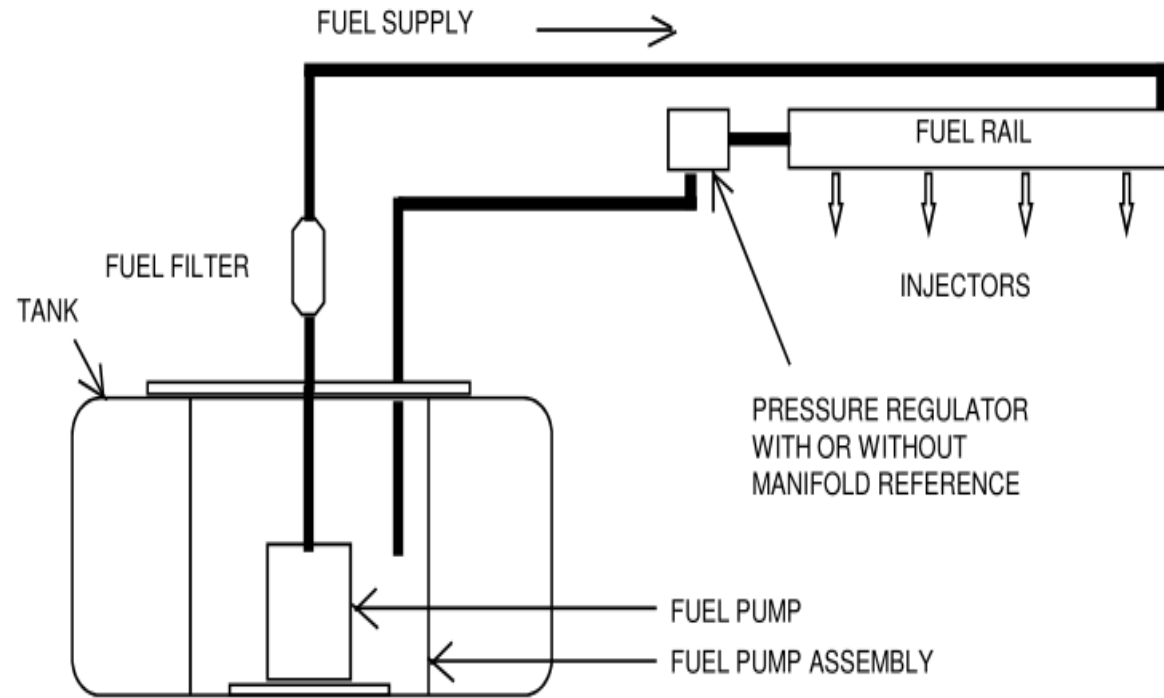 FUEL SUPPLY
FUEL RAIL
FUEL FILTER
INJECTORS
TANK
PRESSURE REGULATOR
WITH OR WITHOUT
MANIFOLD REFERENCE
FUEL PUMP
FUEL PUMP ASSEMBLY